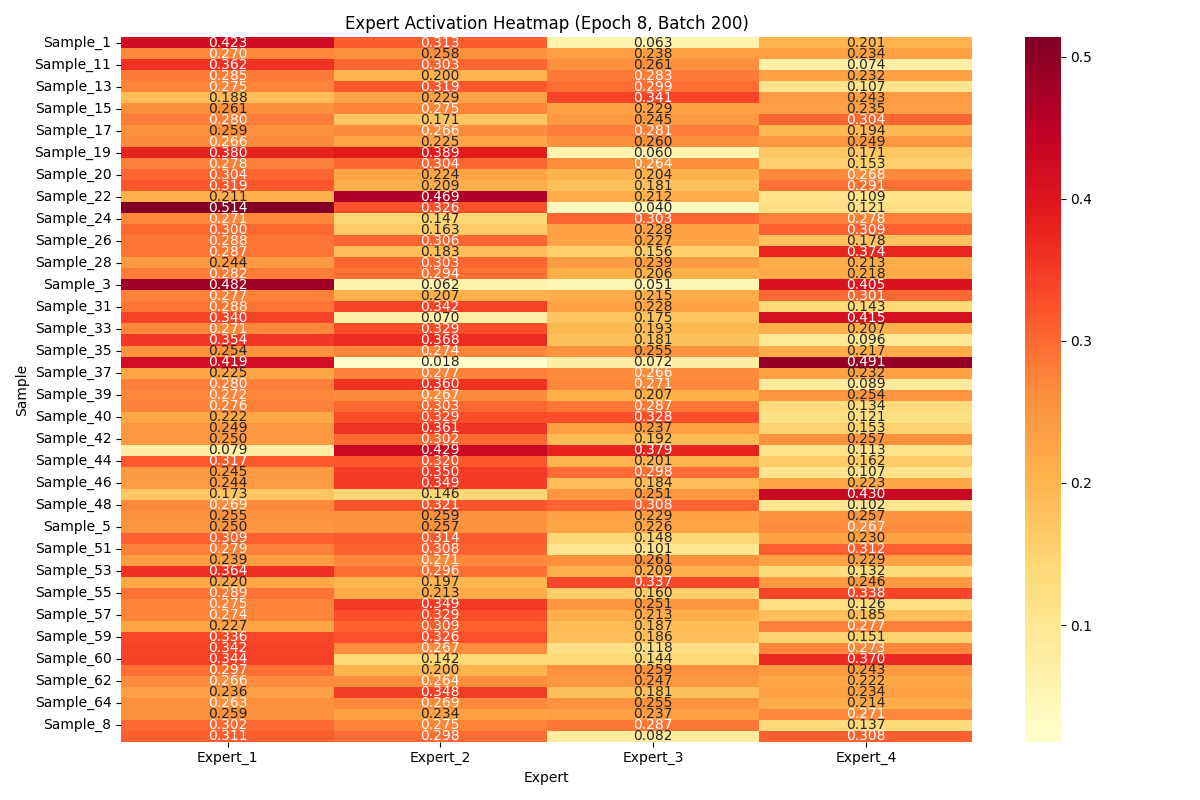 Expert Activation Heatmap (Epoch 8, Batch 200)
Sample_1 0.423 0.313 0.063 0.201
0.270 0.258 0.238 0.234
Sample_11 0.362 0.303 0.261 0.074
0.285 0.200 0.283 0.232
Sample_13 0.275 0.319 0.299 0.107
0.188 0.229 0.341 0.243
Sample_15 0.261 0.275 0.229 0.235
0.280 0.171 0.245 0.304
Sample_17 0.259 0.266 0.281 0.194
0.266 0.225 0.260 0.249
Sample_19 0.380 0.389 0.060 0.171
0.278 0.304 0.264 0.153
Sample_20 0.304 0.224 0.204 0.268
0.319 0.209 0.181 0.291
Sample_22 0.211 0.469 0.212 0.109
0.514 0.326 0.040 0.121
Sample_24 0.271 0.147 0.303 0.278
0.300 0.163 0.228 0.309
Sample_26 0.288 0.306 0.227 0.178
0.287 0.183 0.156 0.374
Sample_28 0.244 0.303 0.239 0.213
0.282 0.294 0.206 0.218
Sample_3 0.482 0.062 0.051 0.405
0.277 0.207 0.215 0.301
Sample_31 0.288 0.342 0.228 0.143
0.340 0.070 0.175 0.415
Sample_33 0.271 0.329 0.193 0.207
0.354 0.368 0.181 0.096
Sample_35 0.254 0.274 0.255 0.217
0.419 0.018 0.072 0.491
Sample_37 0.225 0.277 0.266 0.232
0.280 0.360 0.271 0.089
Sample_39 0.272 0.267 0.207 0.254
0.276 0.303 0.287 0.134
Sample_40 0.222 0.329 0.328 0.121
0.249 0.361 0.237 0.153
Sample_42 0.250 0.302 0.192 0.257
0.079 0.429 0.379 0.113
Sample_44 0.317 0.320 0.201 0.162
0.245 0.350 0.298 0.107
Sample_46 0.244 0.349 0.184 0.223
0.173 0.146 0.251 0.430
Sample_48 0.269 0.321 0.308 0.102
0.255 0.259 0.229 0.257
Sample_5 0.250 0.257 0.226 0.267
0.309 0.314 0.148 0.230
Sample_51 0.279 0.308 0.101 0.312
0.239 0.271 0.261 0.229
Sample_53 0.364 0.296 0.209 0.132
0.220 0.197 0.337 0.246
Sample_55 0.289 0.213 0.160 0.338
0.275 0.349 0.251 0.126
Sample_57 0.274 0.329 0.213 0.185
0.227 0.309 0.187 0.277
Sample_59 0.336 0.326 0.186 0.151
0.342 0.267 0.118 0.273
Sample_60 0.344 0.142 0.144 0.370
0.297 0.200 0.259 0.243
Sample_62 0.266 0.264 0.247 0.222
0.236 0.348 0.181 0.234
Sample_64 0.263 0.269 0.255 0.214
0.259 0.234 0.237 0.271
Sample_8 0.302 0.275 0.287 0.137
0.311 0.298 0.082 0.308
Expert_1 Expert_2 Expert_3 Expert_4
Expert
Sample
0.5
0.4
0.3
0.2
0.1